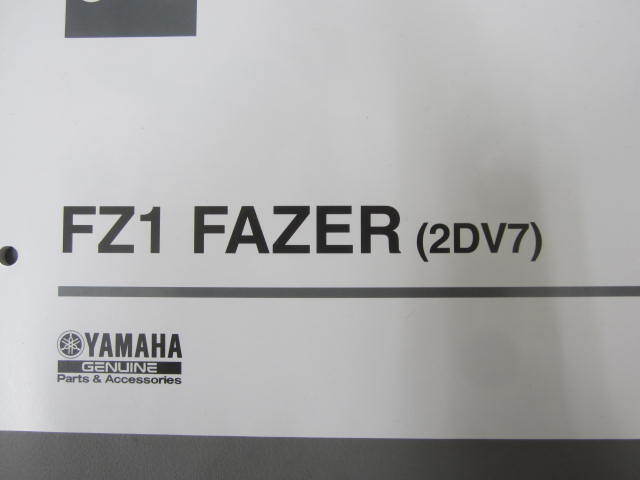 FZ1 FAZER (2DV7)
YAMAHA
GENUINE
Parts & Accessories